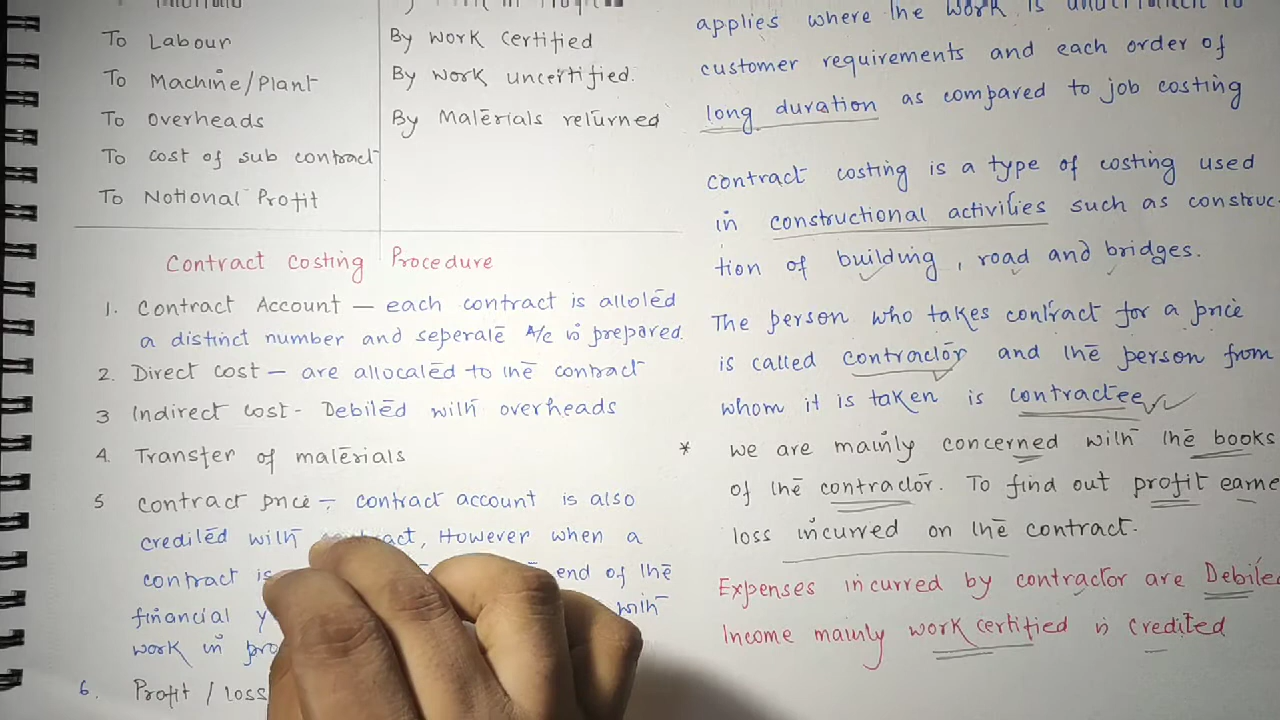 To Labour
By work certified
To Machine/Plant
By work uncertified.
To overheads
By Materials returned
To cost of sub contract
To Notional Profit
Contract Costing Procedure
1. Contract Account — each contract is alloted
a distinct number and seperate A/c is prepared.
2. Direct cost — are allocated to the contract
3 Indirect cost - Debited with overheads
4. Transfer of materials
5 contract price - contract account is also
credited with contract, However when a
contract is end of the
financial with
work in
6. Profit / Loss
applies where the work is
customer requirements and each order of
long duration as compared to job costing
contract costing is a type of costing used
in constructional activities such as construc-
tion of building, road and bridges.
The person who takes contract for a price
is called contractor and the person from
whom it is taken is contractee
* we are mainly concerned with the books
of the contractor. To find out profit earne
loss incurred on the contract.
Expenses incurred by contractor are Debited
Income mainly work certified is credited